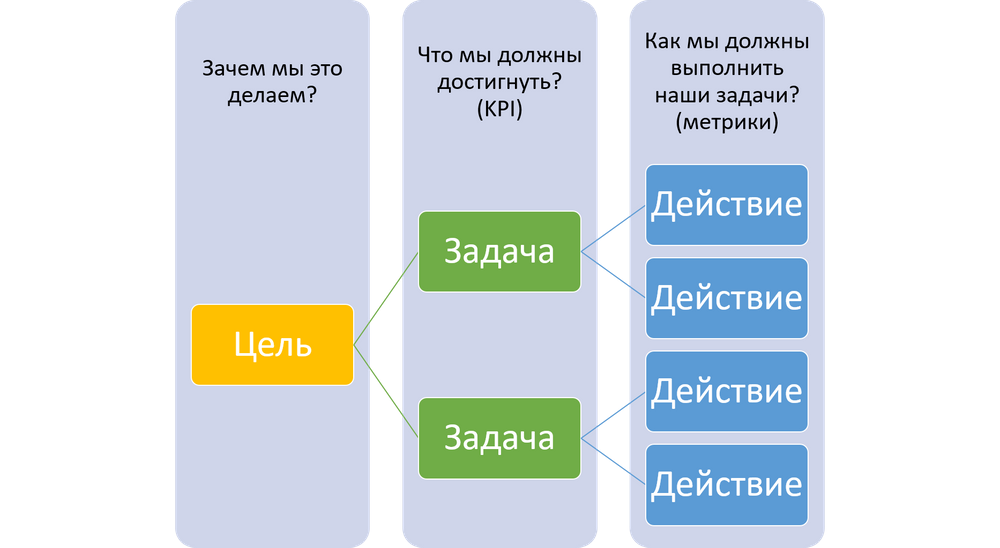 Зачем мы это
делаем?
Что мы должны
достигнуть?
(KPI)
Как мы должны
выполнить
наши задачи?
(метрики)
Цель
Задача
Задача
Действие
Действие
Действие
Действие